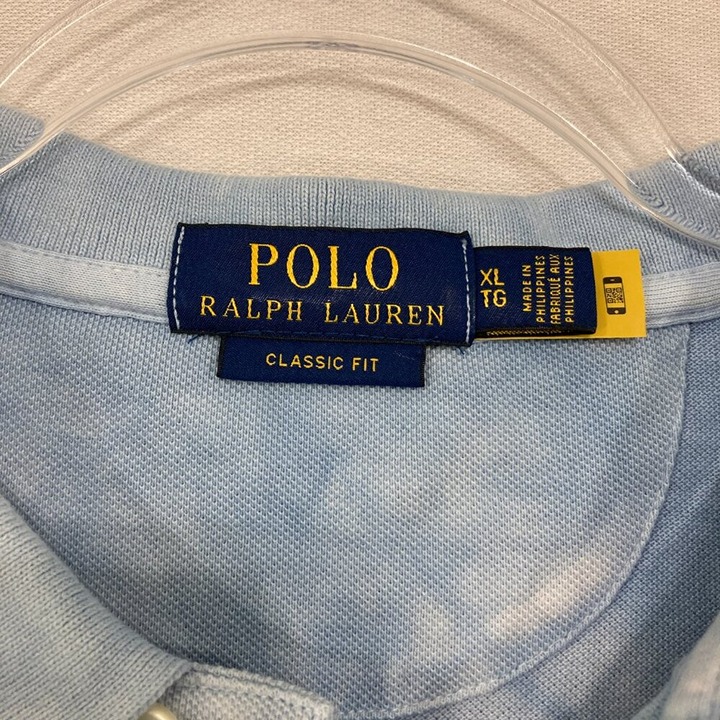 POLO
RALPH LAUREN
CLASSIC FIT
XL
TG
MADE IN
PHILIPPINES
FABRIQUÉ AUX
PHILIPPINES